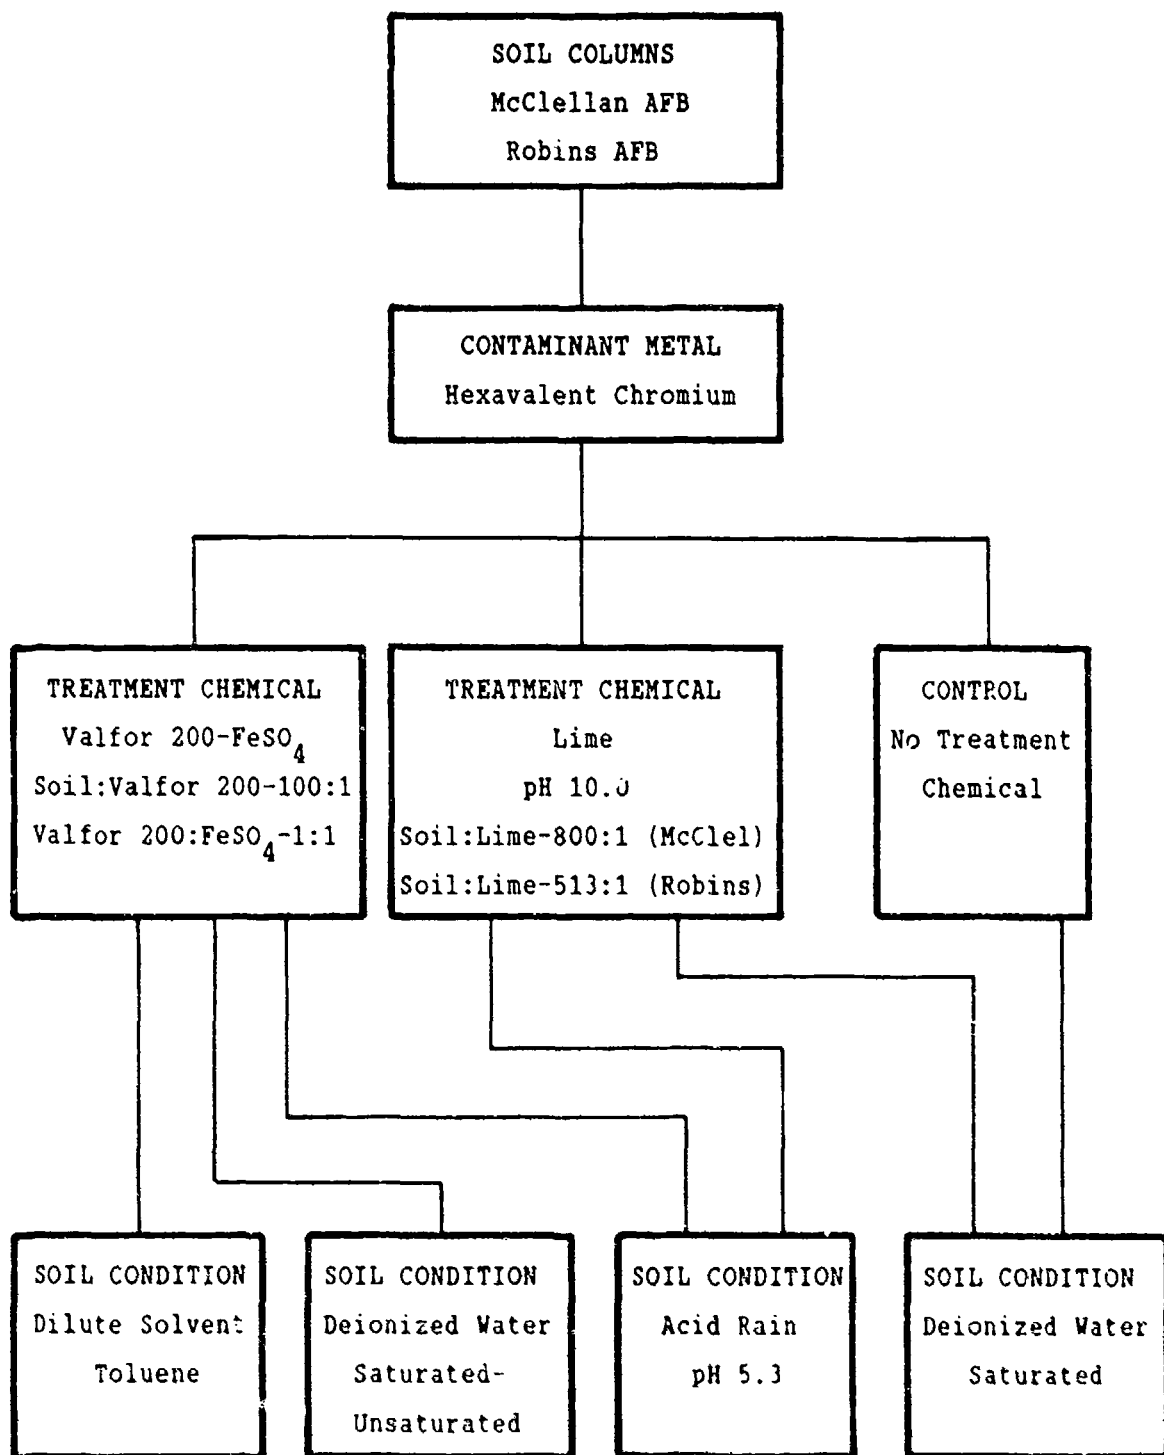 SOIL COLUMNS
McClellan AFB
Robins AFB
CONTAMINANT METAL
Hexavalent Chromium
TREATMENT CHEMICAL
Valfor 200-FeSO4
Soil:Valfor 200-100:1
Valfor 200:FeSO4-1:1
TREATMENT CHEMICAL
Lime
pH 10.0
Soil:Lime-800:1 (McClel)
Soil:Lime-513:1 (Robins)
CONTROL
No Treatment
Chemical
SOIL CONDITION
Dilute Solvent
Toluene
SOIL CONDITION
Deionized Water
Saturated-
Unsaturated
SOIL CONDITION
Acid Rain
pH 5.3
SOIL CONDITION
Deionized Water
Saturated